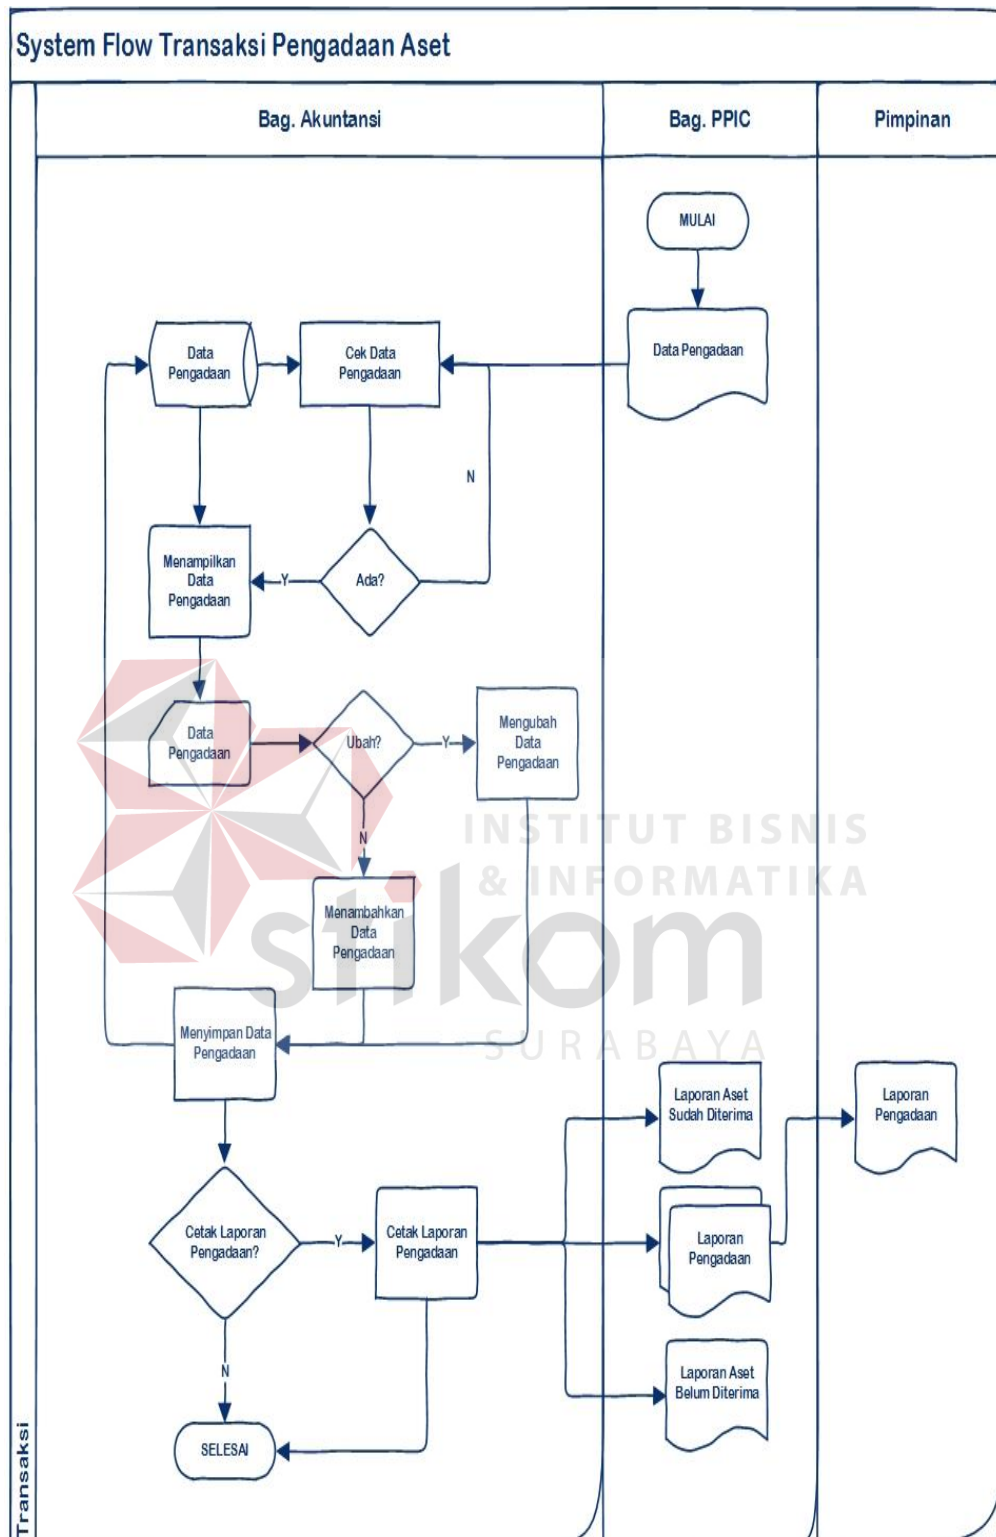 System Flow Transaksi Pengadaan Aset
Bag. Akuntansi
Bag. PPIC
Pimpinan
MULAI
Data
Pengadaan
Cek Data
Pengadaan
Data Pengadaan
N
Menampilkan
Data
Pengadaan
Y
Ada?
Data
Pengadaan
Ubah?
Y
Mengubah
Data
Pengadaan
N
INSTITUT BISNIS
& INFORMATIKA
stikom
SURABAYA
Menambahkan
Data
Pengadaan
Menyimpan Data
Pengadaan
Laporan Aset
Sudah Diterima
Laporan
Pengadaan
Cetak Laporan
Pengadaan?
Y
Cetak Laporan
Pengadaan
Laporan
Pengadaan
N
Laporan Aset
Belum Diterima
SELESAI
Transaksi